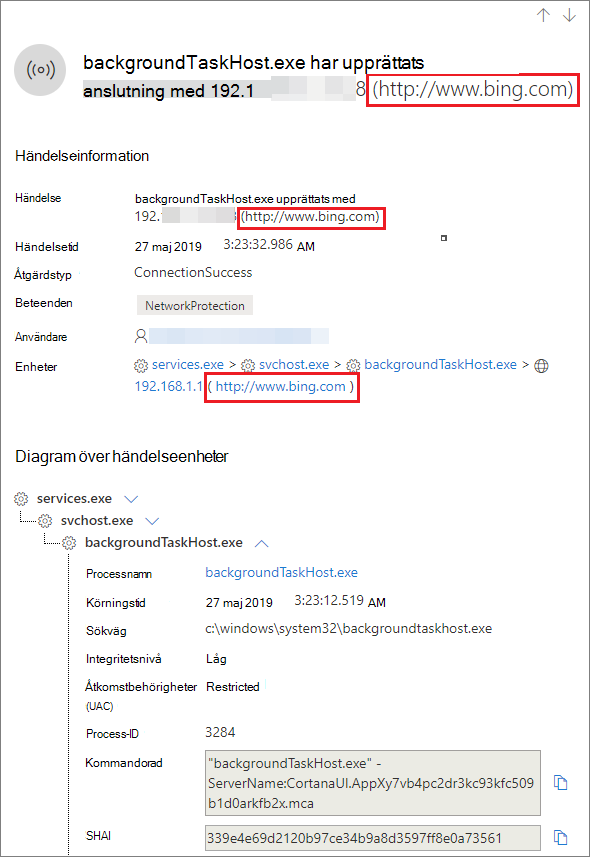 backgroundTaskHost.exe har upprättats
anslutning med 192.1 8 (http://www.bing.com)
Händelseinformation
Händelse backgroundTaskHost.exe upprättats med
192. (http://www.bing.com)
Händelsetid 27 maj 2019 3:23:32.986 AM
Åtgärdstyp ConnectionSuccess
Beteenden NetworkProtection
Användare
Enheter services.exe > svchost.exe > backgroundTaskHost.exe >
192.168.1.1 ( http://www.bing.com )
Diagram över händelseenheter
services.exe
svchost.exe
backgroundTaskHost.exe
Processnamn backgroundTaskHost.exe
Körningstid 27 maj 2019 3:23:12.519 AM
Sökväg c:\windows\system32\backgroundtaskhost.exe
Integritetsnivå Låg
Åtkomstbehörigheter Restricted
(UAC)
Process-ID 3284
Kommandorad "backgroundTaskHost.exe" -
ServerName:CortanaUI.AppXy7vb4pc2dr3kc93kfc509
b1d0arkfb2x.mca
SHAI 339e4e69d2120b97ce34b9a8d3597ff8e0a73561